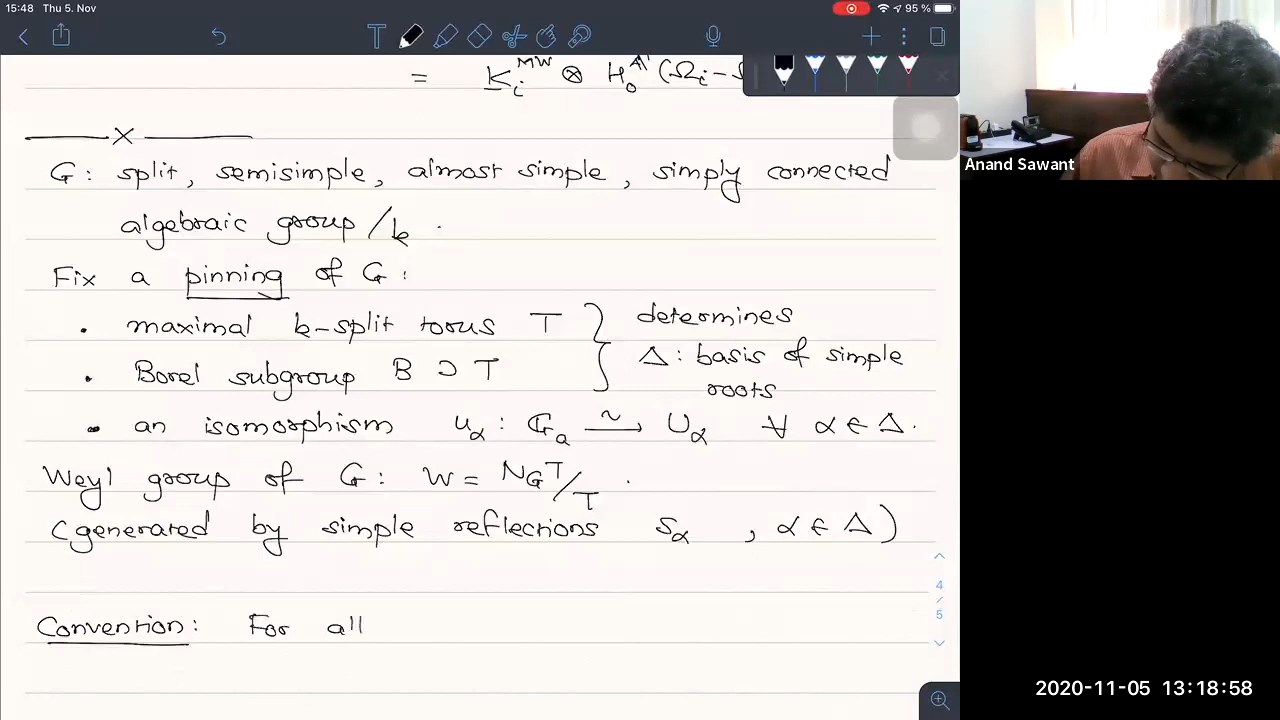 15:48 Thu 5. Nov
95 %
= K_i^{MW} ⊗ H_0^{A^1} (Ω_i -
——— × ———
G : split, semisimple, almost simple, simply connected
algebraic group /k .
Fix a pinning of G :
• maximal k-split torus T } determines
• Borel subgroup B ⊃ T } Δ : basis of simple
roots
• an isomorphism u_α : G_a ⥲ U_α ∀ α ∈ Δ.
Weyl group of G : W = N_G T / T .
(generated by simple reflections s_α , α ∈ Δ)
Convention : For all
4
/
5
Anand Sawant
2020-11-05 13:18:58